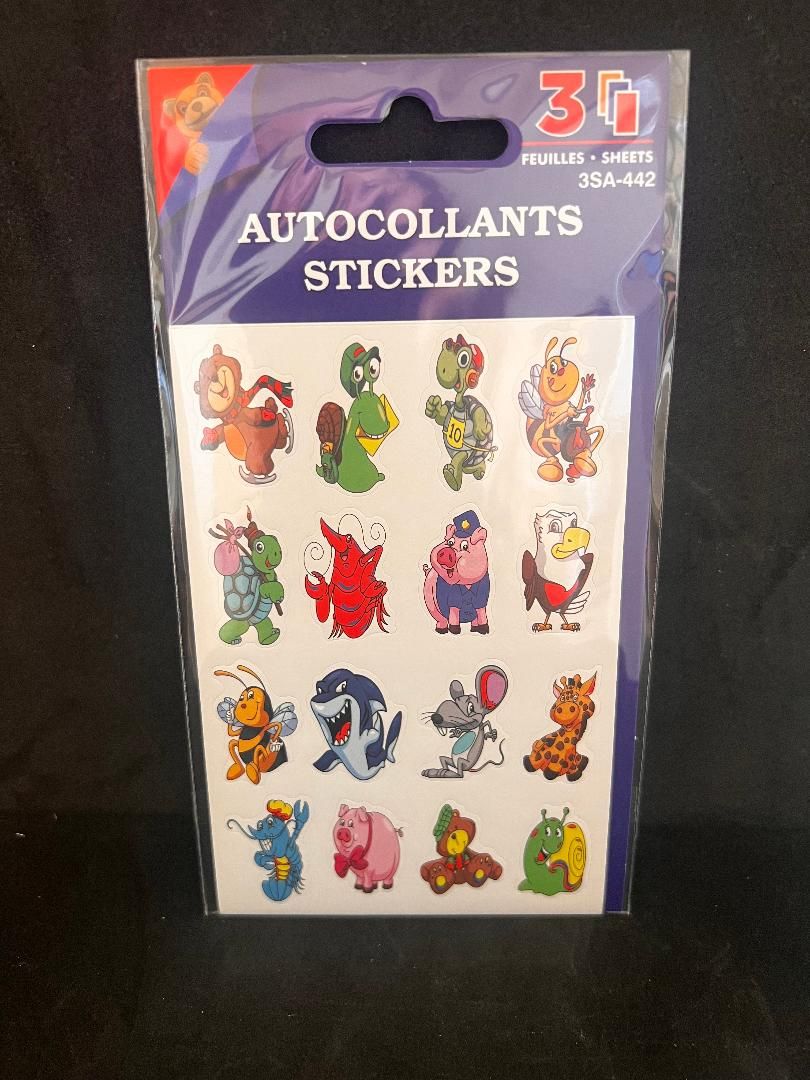 3
FEUILLES • SHEETS
3SA-442
AUTOCOLLANTS
STICKERS
10